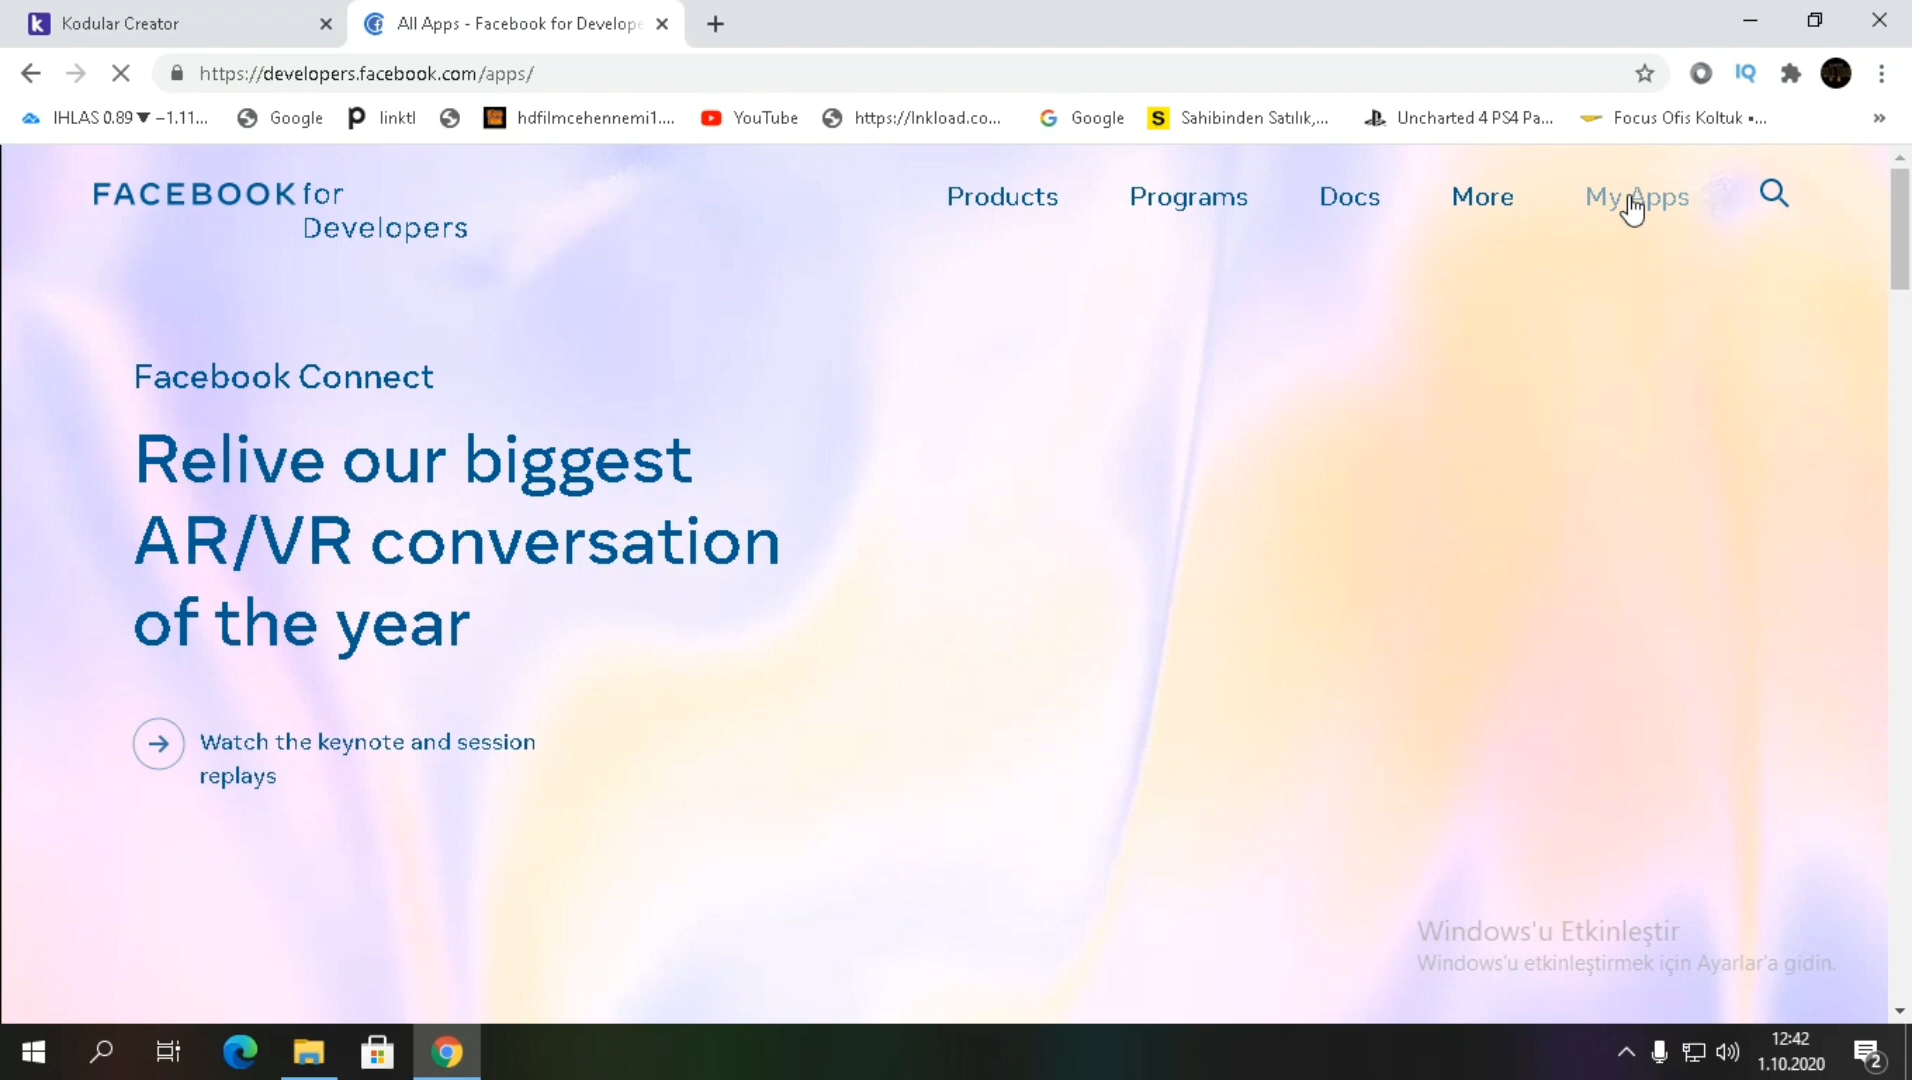 Kodular Creator
All Apps - Facebook for Develope
https://developers.facebook.com/apps/
IQ
IHLAS 0.89▼ −1.11...
Google
linktl
hdfilmcehennemi1....
YouTube
https://lnkload.co...
Google
Sahibinden Satılık,...
Uncharted 4 PS4 Pa...
Focus Ofis Koltuk •...
»
FACEBOOK for
Developers
Products
Programs
Docs
More
My Apps
Facebook Connect
Relive our biggest
AR/VR conversation
of the year
Watch the keynote and session
replays
Windows'u Etkinleştir
Windows'u etkinleştirmek için Ayarlar'a gidin.
12:42
1.10.2020
2